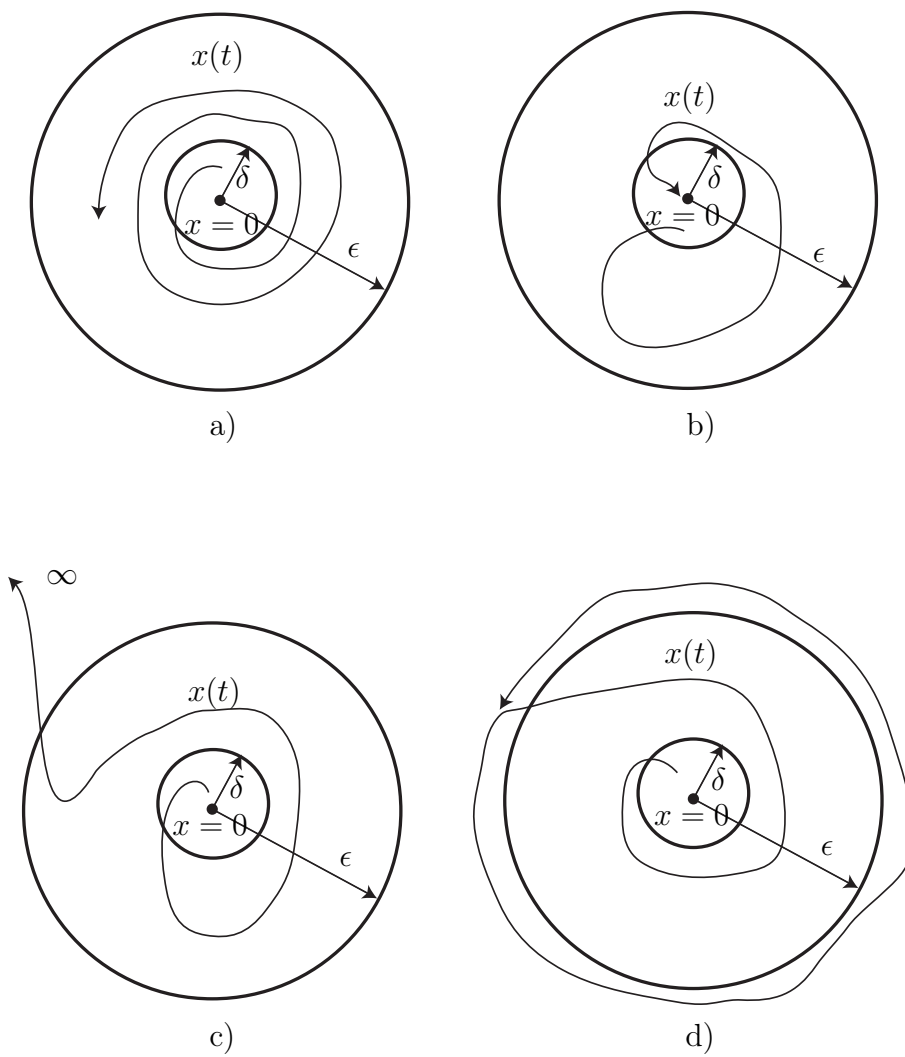 x(t)
δ
x = 0
ϵ
a)
x(t)
δ
x = 0
ϵ
b)
∞
x(t)
δ
x = 0
ϵ
c)
x(t)
δ
x = 0
ϵ
d)